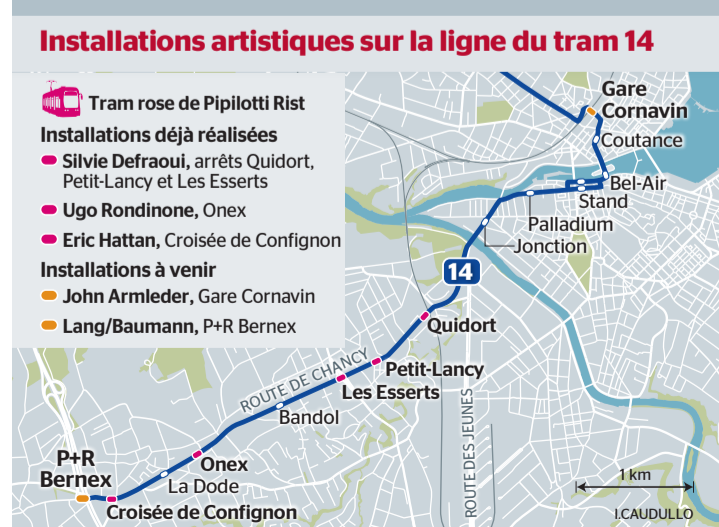 Installations artistiques sur la ligne du tram 14
Tram rose de Pipilotti Rist
Installations déjà réalisées
Silvie Defraoui, arrêts Quidort,
Petit-Lancy et Les Esserts
Ugo Rondinone, Onex
Eric Hattan, Croisée de Confignon
Installations à venir
John Armleder, Gare Cornavin
Lang/Baumann, P+R Bernex
Gare
Cornavin
Coutance
Bel-Air
Stand
Palladium
Jonction
14
Quidort
Petit-Lancy
Les Esserts
ROUTE DE CHANCY
Bandol
ROUTE DES JEUNES
Onex
La Dode
P+R
Bernex
Croisée de Confignon
1 km
I.CAUDULLO